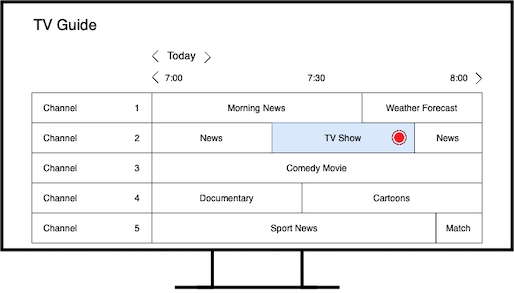 TV Guide
Today
7:00 7:30 8:00
Channel 1 Morning News Weather Forecast
Channel 2 News TV Show News
Channel 3 Comedy Movie
Channel 4 Documentary Cartoons
Channel 5 Sport News Match